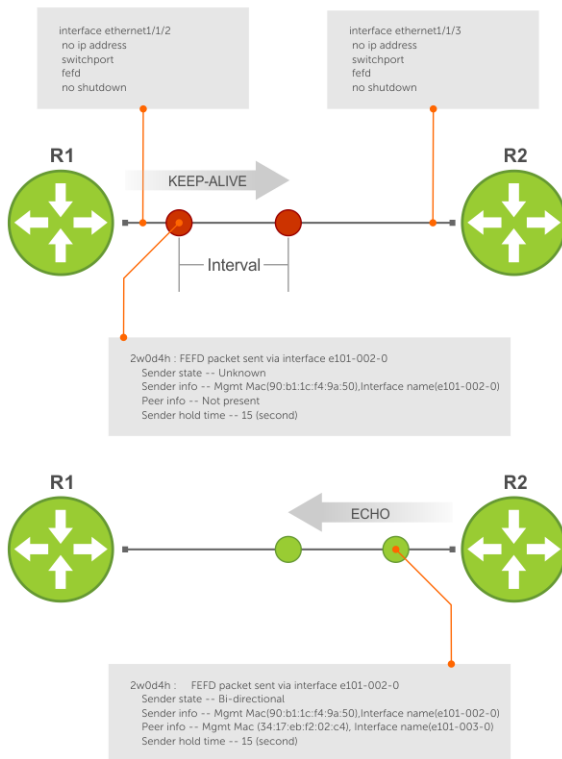 interface ethernet1/1/2
no ip address
switchport
fefd
no shutdown
interface ethernet1/1/3
no ip address
switchport
fefd
no shutdown
R1
R2
KEEP-ALIVE
Interval
2w0d4h : FEFD packet sent via interface e101-002-0
Sender state -- Unknown
Sender info -- Mgmt Mac(90:b1:1c:f4:9a:50),Interface name(e101-002-0)
Peer info -- Not present
Sender hold time -- 15 (second)
R1
R2
ECHO
2w0d4h : FEFD packet sent via interface e101-002-0
Sender state -- Bi-directional
Sender info -- Mgmt Mac(90:b1:1c:f4:9a:50),Interface name(e101-002-0)
Peer info -- Mgmt Mac (34:17:eb:f2:02:c4), Interface name(e101-003-0)
Sender hold time -- 15 (second)